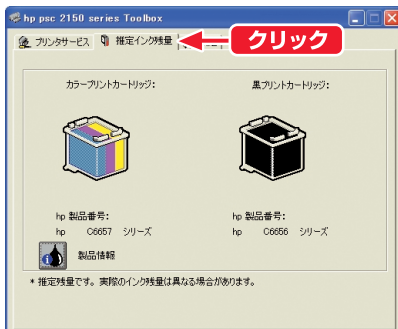 hp psc 2150 series Toolbox
プリンタサービス 推定インク残量 クリック
カラープリントカートリッジ: 黒プリントカートリッジ:
hp 製品番号: hp 製品番号:
hp C6657 シリーズ hp C6656 シリーズ
製品情報
* 推定残量です。実際のインク残量は異なる場合があります。